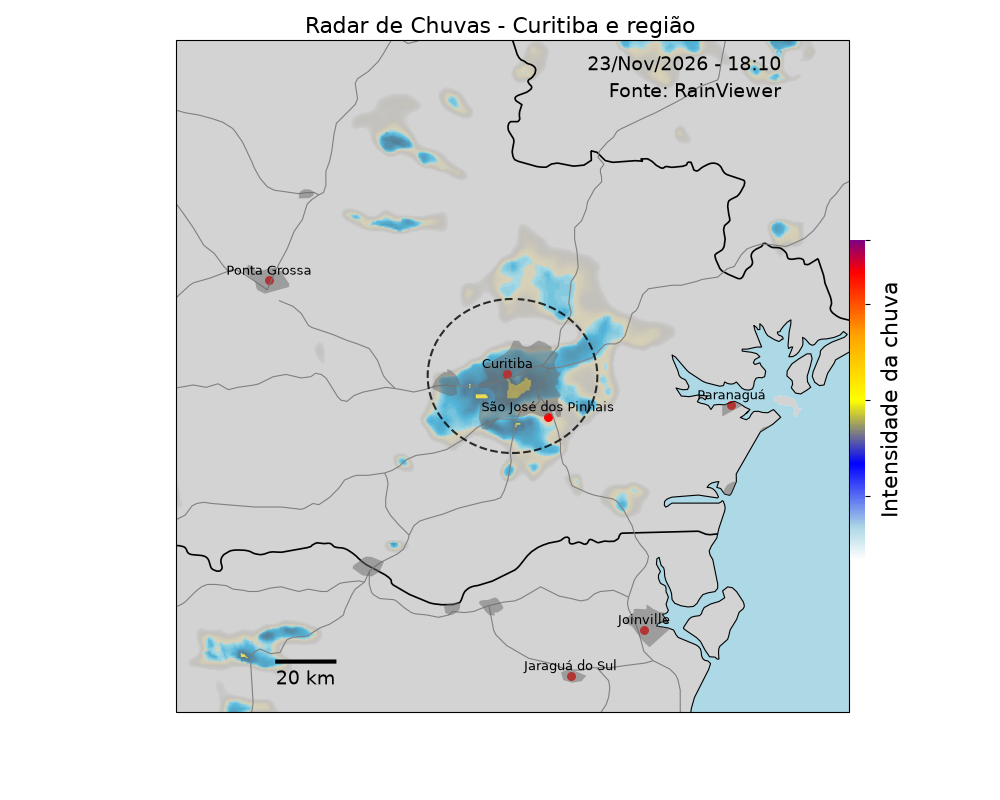 Radar de Chuvas - Curitiba e região
23/Nov/2026 - 18:10
Fonte: RainViewer
Ponta Grossa
Curitiba
Paranaguá
São José dos Pinhais
Intensidade da chuva
Joinville
Jaraguá do Sul
20 km